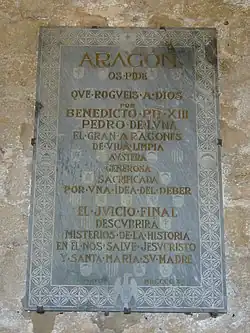 ARAGON
OS·PIDE
QVE·ROGVEIS·A·DIOS
POR
BENEDICTO·PP·XIII
PEDRO·DE·LVNA
EL·GRAN·ARAGONES
DE·VIDA·LIMPIA
AVSTERA
GENEROSA
SACRIFICADA
POR·VNA·IDEA·DEL·DEBER
EL·JVICIO·FINAL
DESCVBRIRA
MISTERIOS·DE·LA·HISTORIA
EN·EL·NOS·SALVE·JESVCRISTO
Y·SANTA·MARIA·SV·MADRE